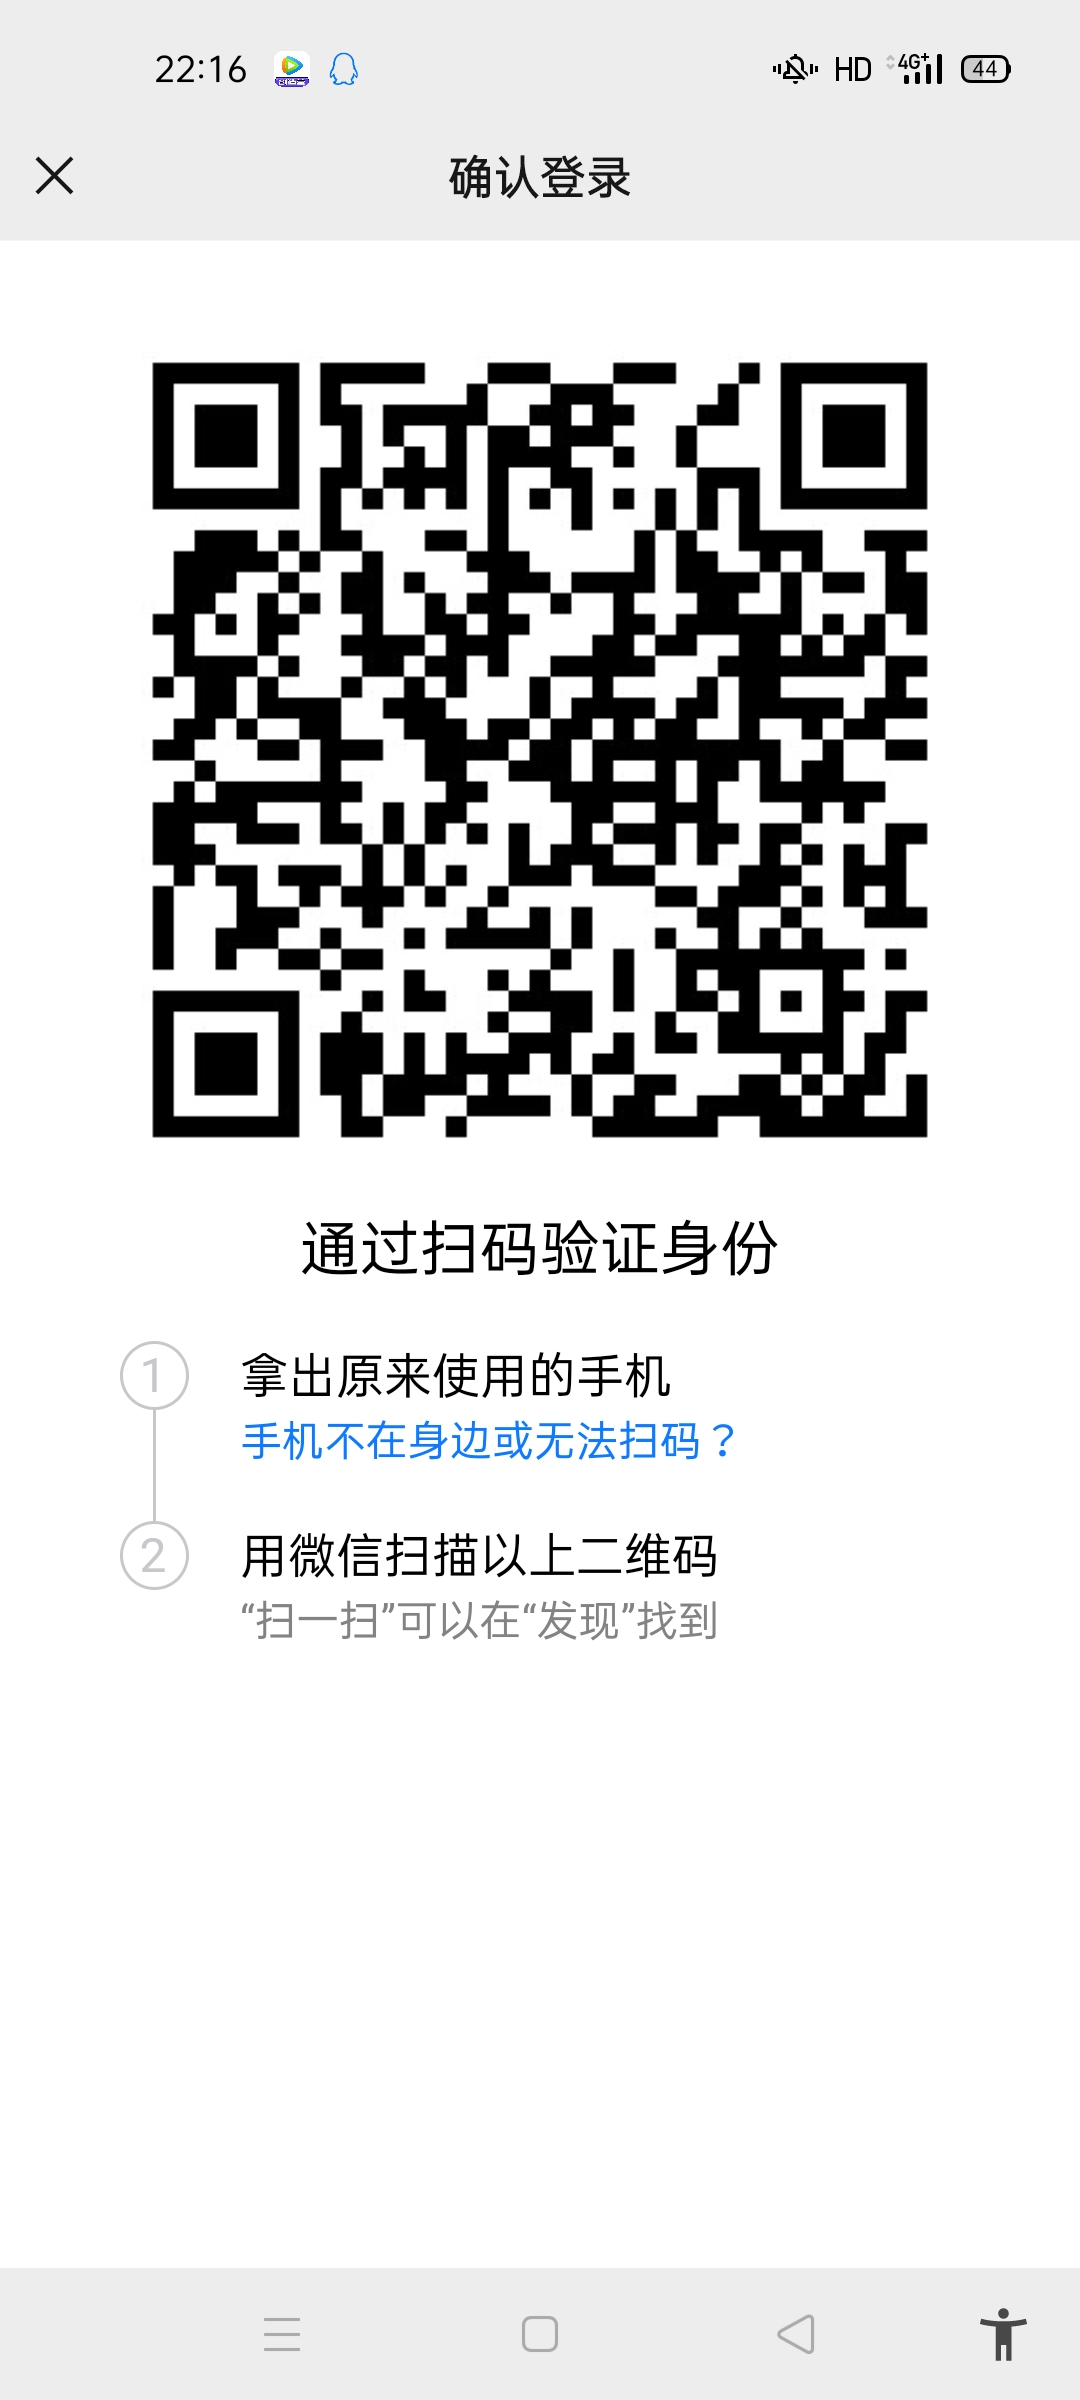 22:16 HD 4G+ 44
确认登录
通过扫码验证身份
1 拿出原来使用的手机
手机不在身边或无法扫码？
2 用微信扫描以上二维码
“扫一扫”可以在“发现”找到